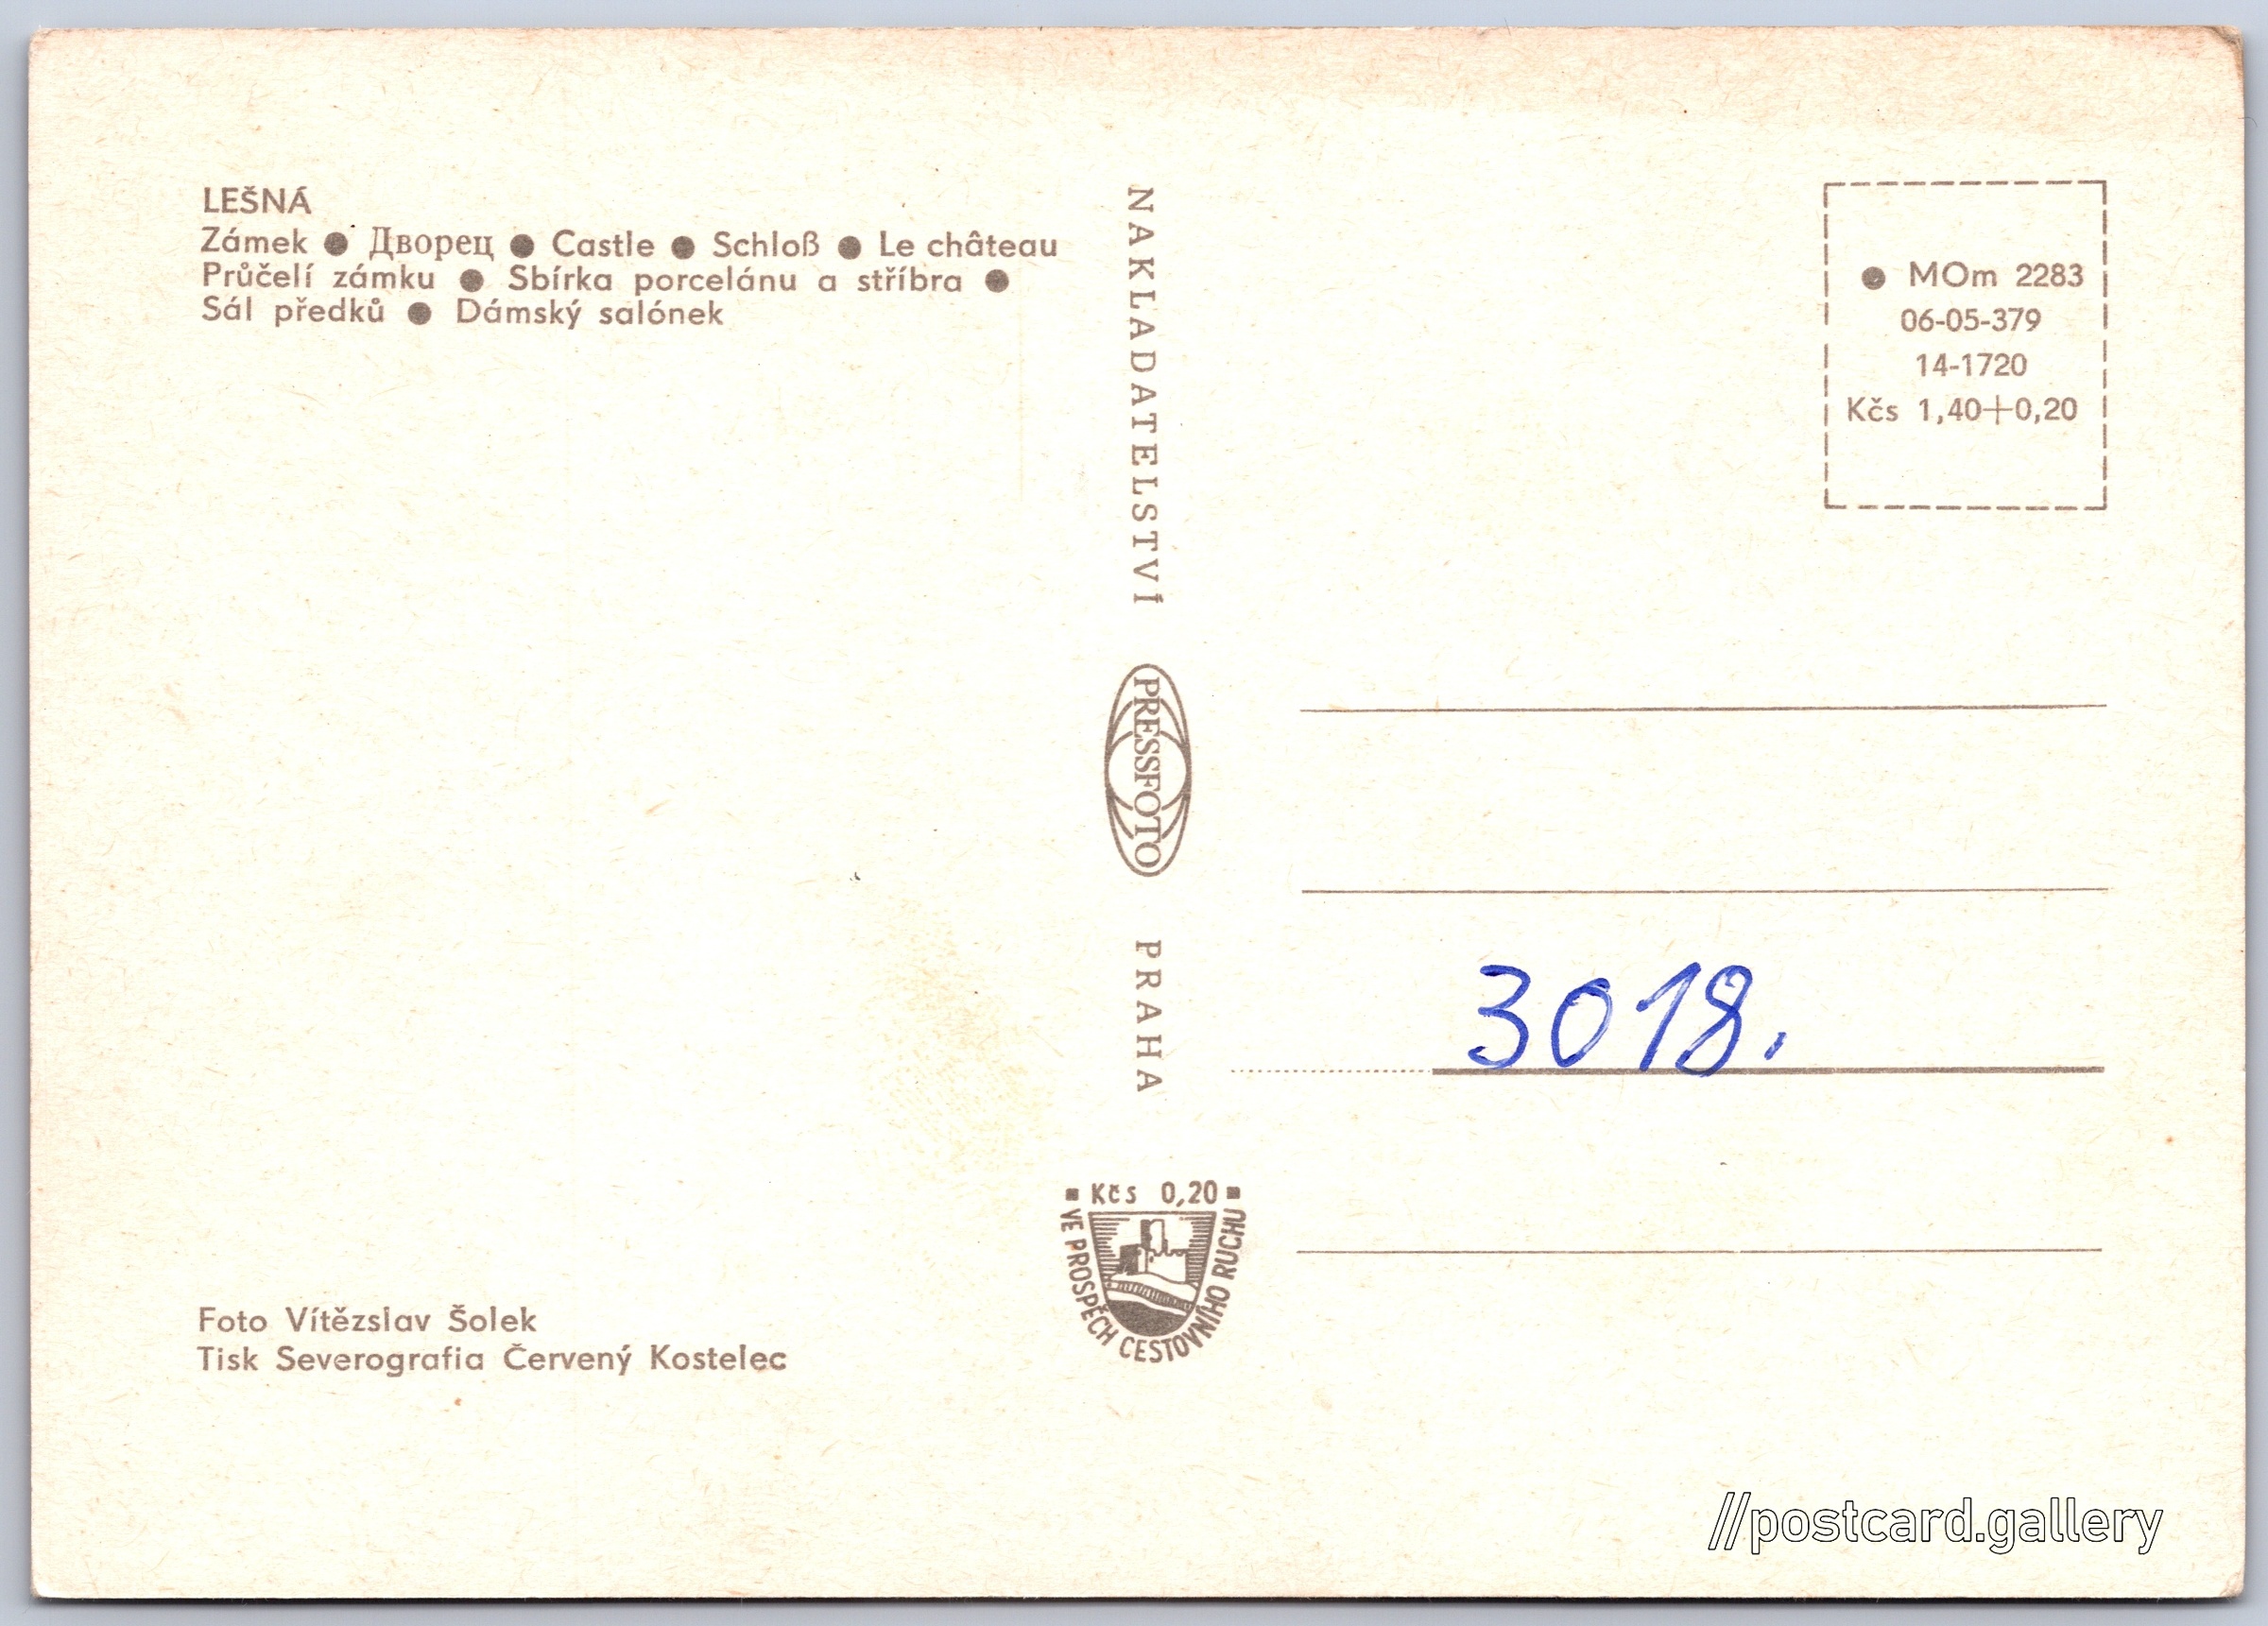 LEŠNÁ
Zámek ● Дворец ● Castle ● Schloß ● Le château
Průčelí zámku ● Sbírka porcelánu a stříbra ●
Sál předků ● Dámský salónek
Foto Vítězslav Šolek
Tisk Severografia Červený Kostelec
NAKLADATELSTVÍ
PRESSFOTO
PRAHA
Kčs 0,20
VE PROSPĚCH CESTOVNÍHO RUCHU
● MOm 2283
06-05-379
14-1720
Kčs 1,40+0,20
3018.
//postcard.gallery